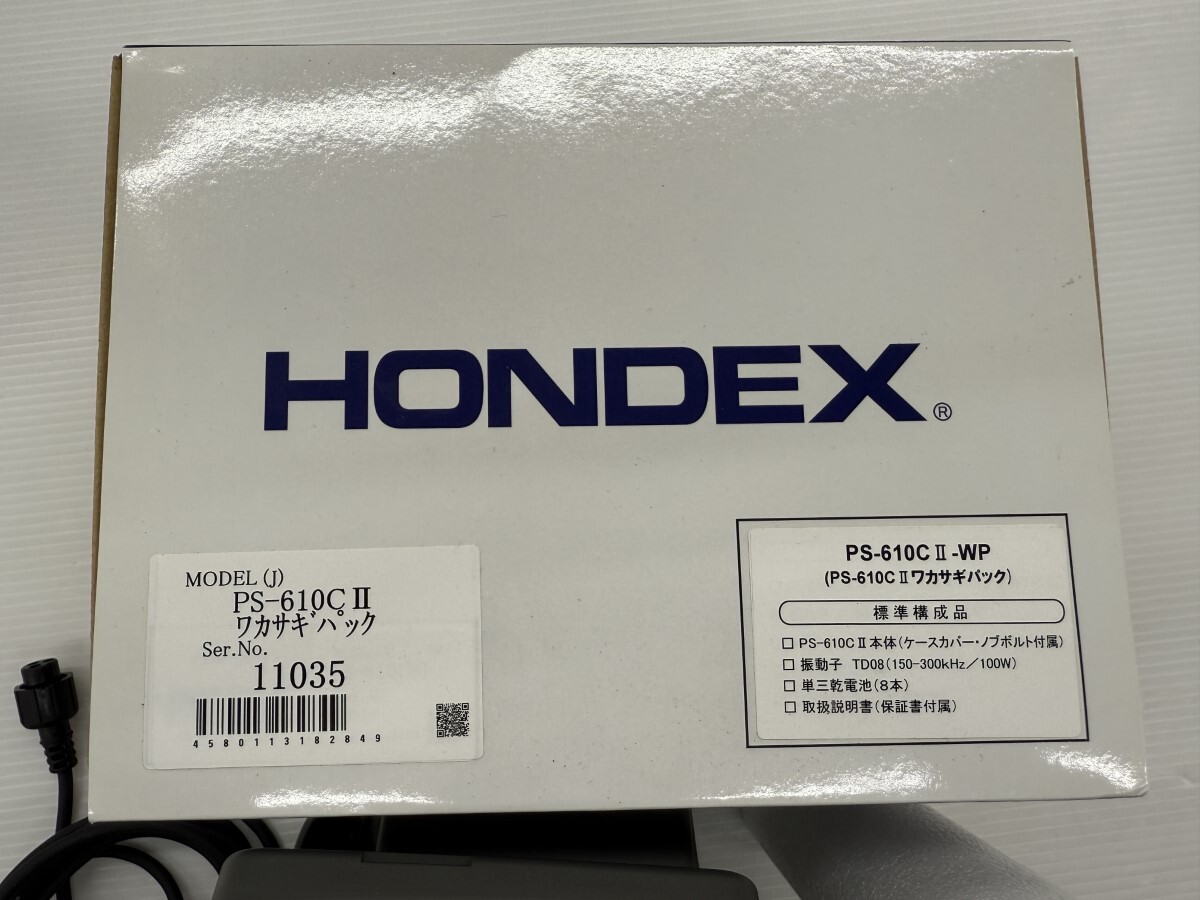 HONDEX®
MODEL(J)
PS-610CⅡ
ワカサギパック
Ser.No.
11035
4580113182849
PS-610CⅡ-WP
(PS-610CⅡワカサギパック)
標準構成品
□ PS-610CⅡ本体(ケースカバー・ノブボルト付属)
□ 振動子 TD08(150-300kHz/100W)
□ 単三乾電池(8本)
□ 取扱説明書(保証書付属)